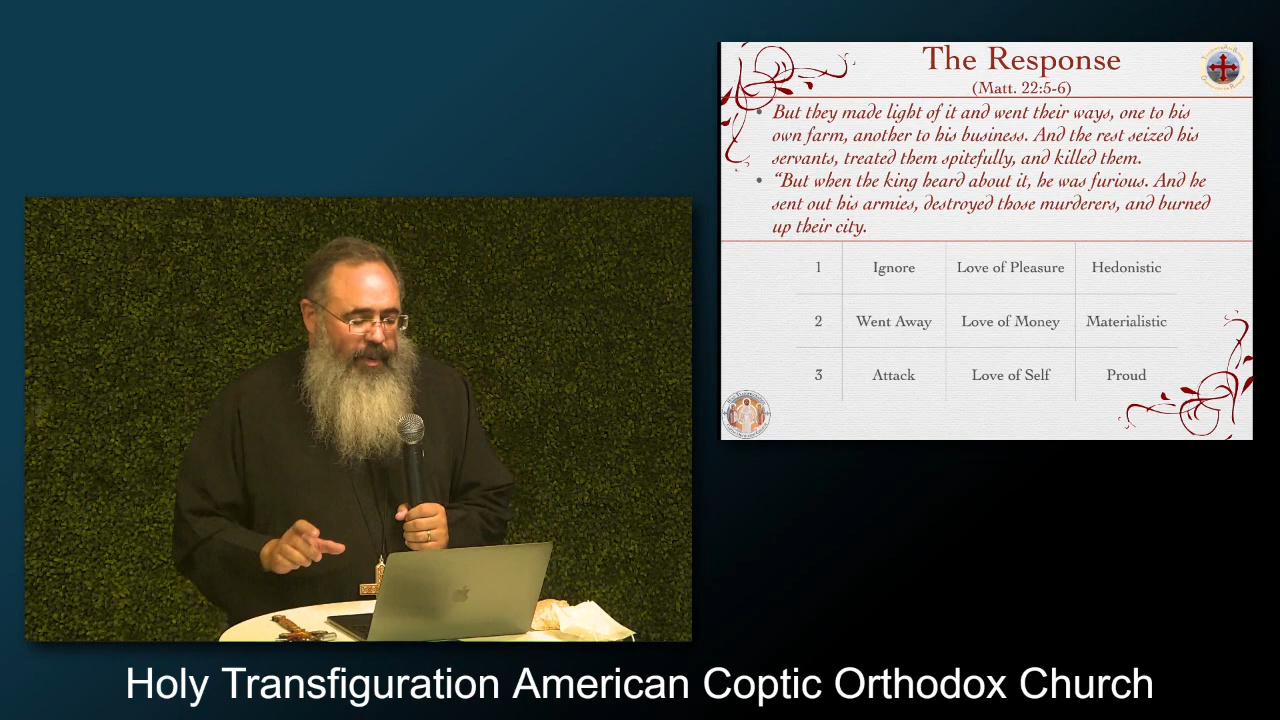 The Response
(Matt. 22:5-6)
• But they made light of it and went their ways, one to his
own farm, another to his business. And the rest seized his
servants, treated them spitefully, and killed them.
• “But when the king heard about it, he was furious. And he
sent out his armies, destroyed those murderers, and burned
up their city.
1 Ignore Love of Pleasure Hedonistic
2 Went Away Love of Money Materialistic
3 Attack Love of Self Proud
Holy Transfiguration American Coptic Orthodox Church